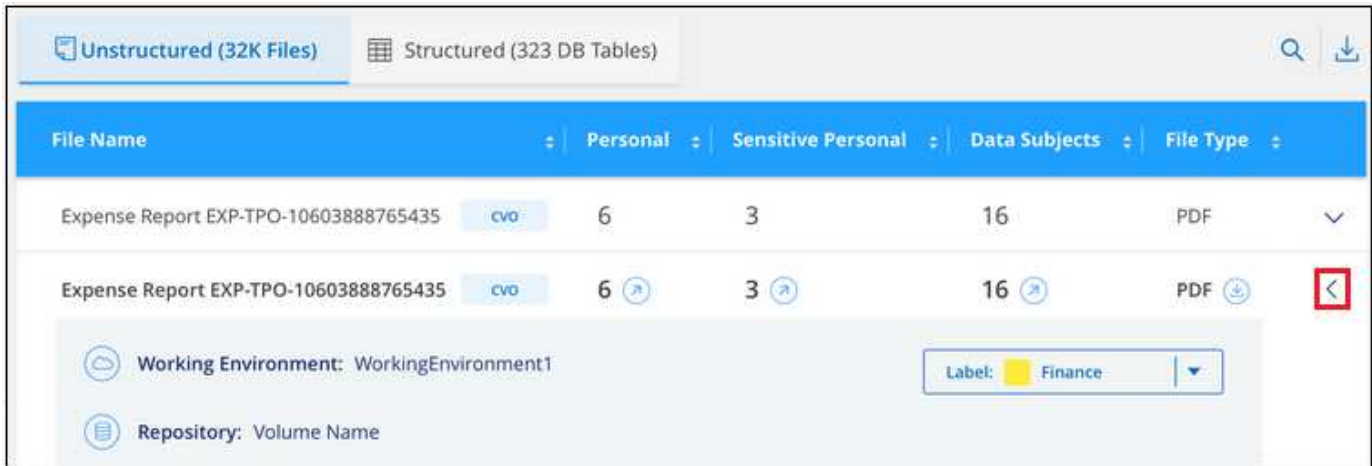 Unstructured (32K Files) Structured (323 DB Tables)
File Name Personal Sensitive Personal Data Subjects File Type
Expense Report EXP-TPO-10603888765435 CVO 6 3 16 PDF
Expense Report EXP-TPO-10603888765435 CVO 6 3 16 PDF
Working Environment: WorkingEnvironment1 Label: Finance
Repository: Volume Name